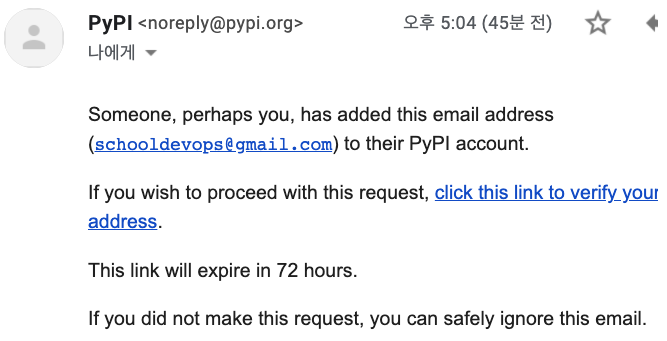 PyPI <noreply@pypi.org> 오후 5:04 (45분 전)
나에게
Someone, perhaps you, has added this email address
(schooldevops@gmail.com) to their PyPI account.
If you wish to proceed with this request, click this link to verify your
address.
This link will expire in 72 hours.
If you did not make this request, you can safely ignore this email.